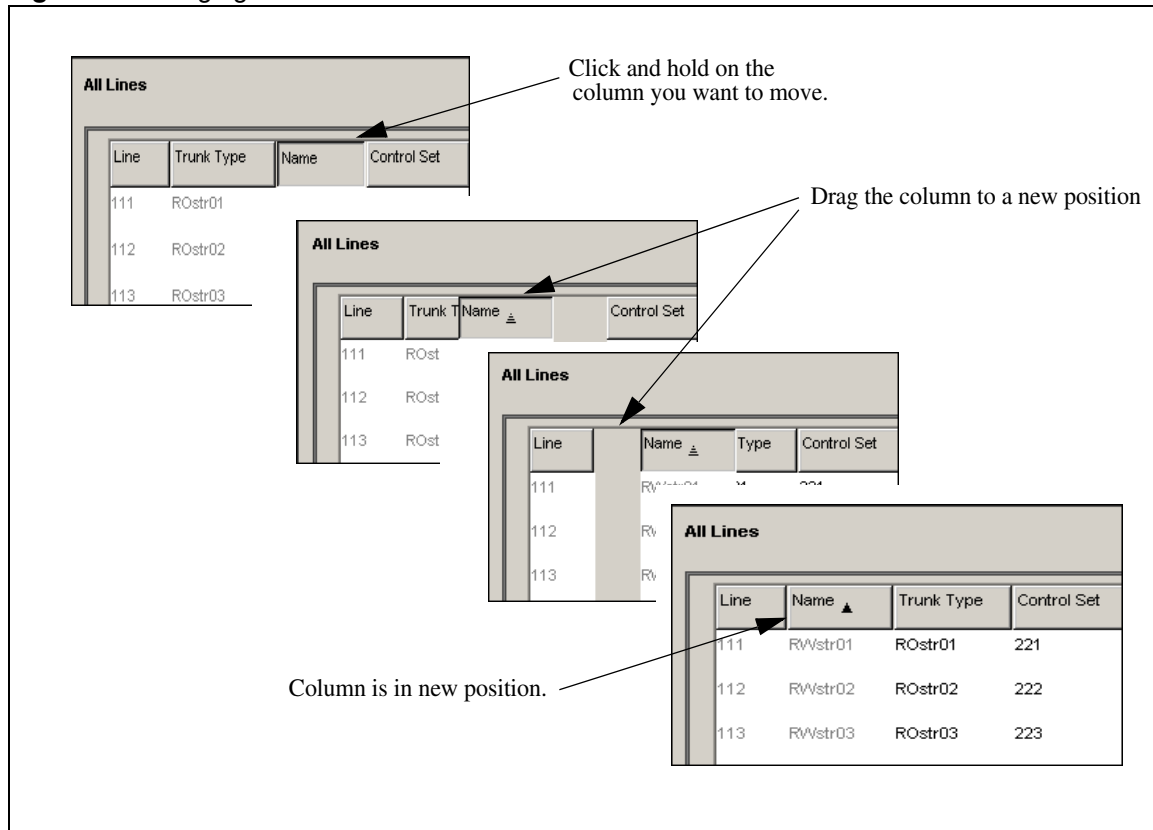 Click and hold on the
column you want to move.
All Lines
Line Trunk Type Name Control Set
111 ROstr01
112 ROstr02
113 ROstr03
Drag the column to a new position
All Lines
Line Trunk T Name Control Set
111 ROst
112 ROst
113 ROst
All Lines
Line Name Type Control Set
111
112
113
All Lines
Line Name Trunk Type Control Set
111 RWstr01 ROstr01 221
112 RWstr02 ROstr02 222
113 RWstr03 ROstr03 223
Column is in new position.